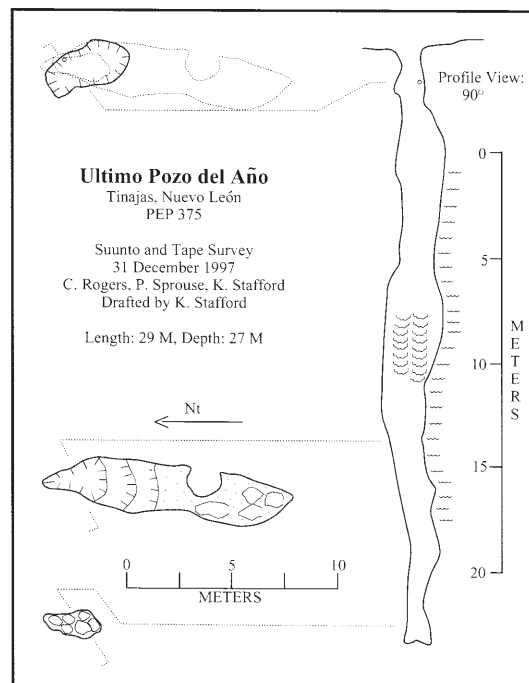 Profile View:
90°
Ultimo Pozo del Año
Tinajas, Nuevo León
PEP 375
Suunto and Tape Survey
31 December 1997
C. Rogers, P. Sprouse, K. Stafford
Drafted by K. Stafford
Length: 29 M, Depth: 27 M
0
5
10
15
20
METERS
Nt
0 5 10
METERS